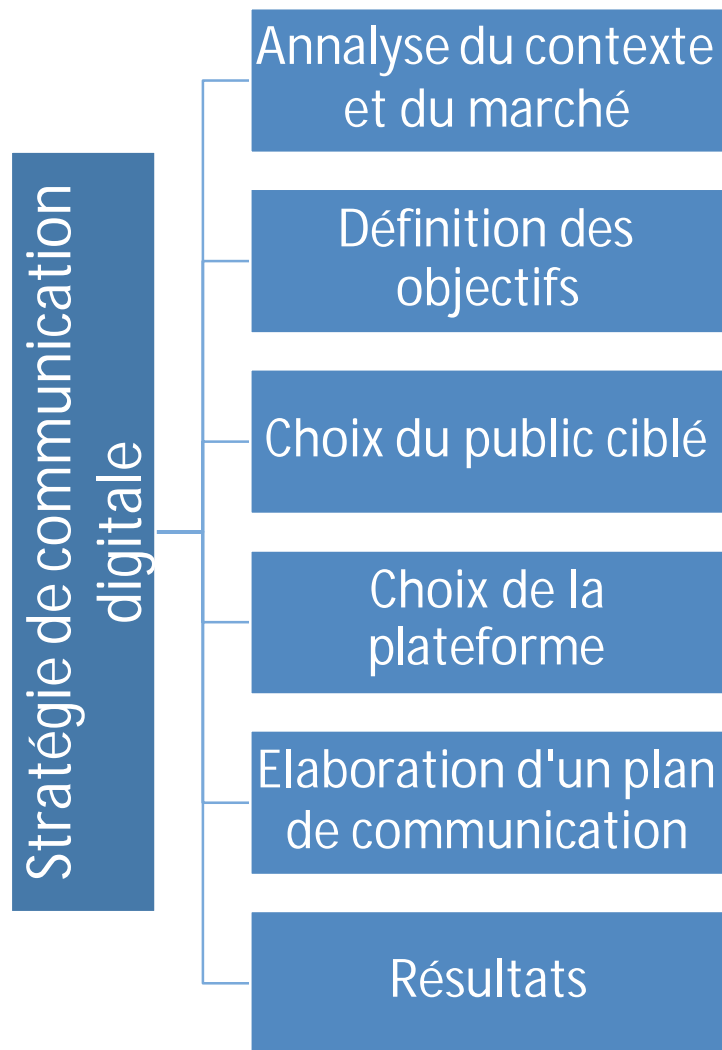 Stratégie de communication
digitale
Annalyse du contexte
et du marché
Définition des
objectifs
Choix du public ciblé
Choix de la
plateforme
Elaboration d'un plan
de communication
Résultats